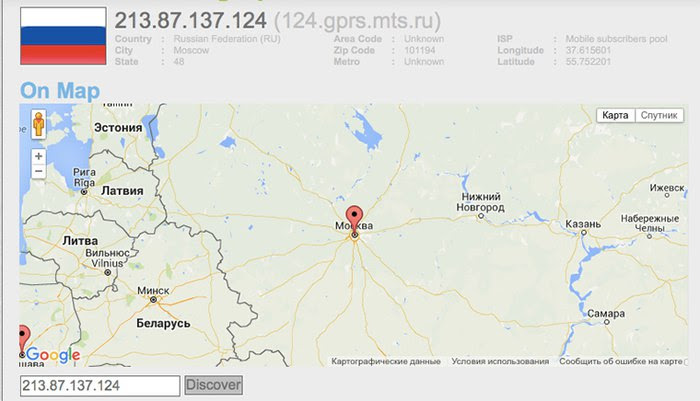 213.87.137.124 (124.gprs.mts.ru)
Country : Russian Federation (RU) Area Code : Unknown ISP : Mobile subscribers pool
City : Moscow Zip Code : 101194 Longitude : 37.615601
State : 48 Metro : Unknown Latitude : 55.752201
On Map
Эстония
Карта Спутник
+
−
Рига
Rīga
Латвия
Ижевск
Нижний
Новгород
Москва
Казань
Набережные
Челны
Литва
Вильнюс
Vilnius
Минск
Беларусь
Самара
Google
Картографические данные Условия использования Сообщить об ошибке на карте
213.87.137.124 Discover